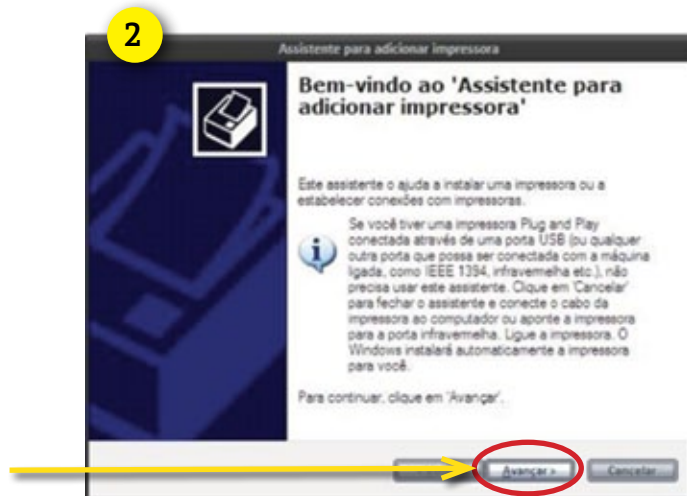 2
Assistente para adicionar impressora
Bem-vindo ao 'Assistente para
adicionar impressora'
Este assistente o ajuda a instalar uma impressora ou a
estabelecer conexões com impressoras.
Se você tiver uma impressora Plug and Play
conectada através de uma porta USB (ou qualquer
outra porta que possa ser conectada com a máquina
ligada, como IEEE 1394, infravermelha etc.), não
precisa usar este assistente. Clique em 'Cancelar'
para fechar o assistente e conecte o cabo da
impressora ao computador ou aponte a impressora
para a porta infravermelha. Ligue a impressora. O
Windows instalará automaticamente a impressora
para você.
Para continuar, clique em 'Avançar'.
Avançar > Cancelar